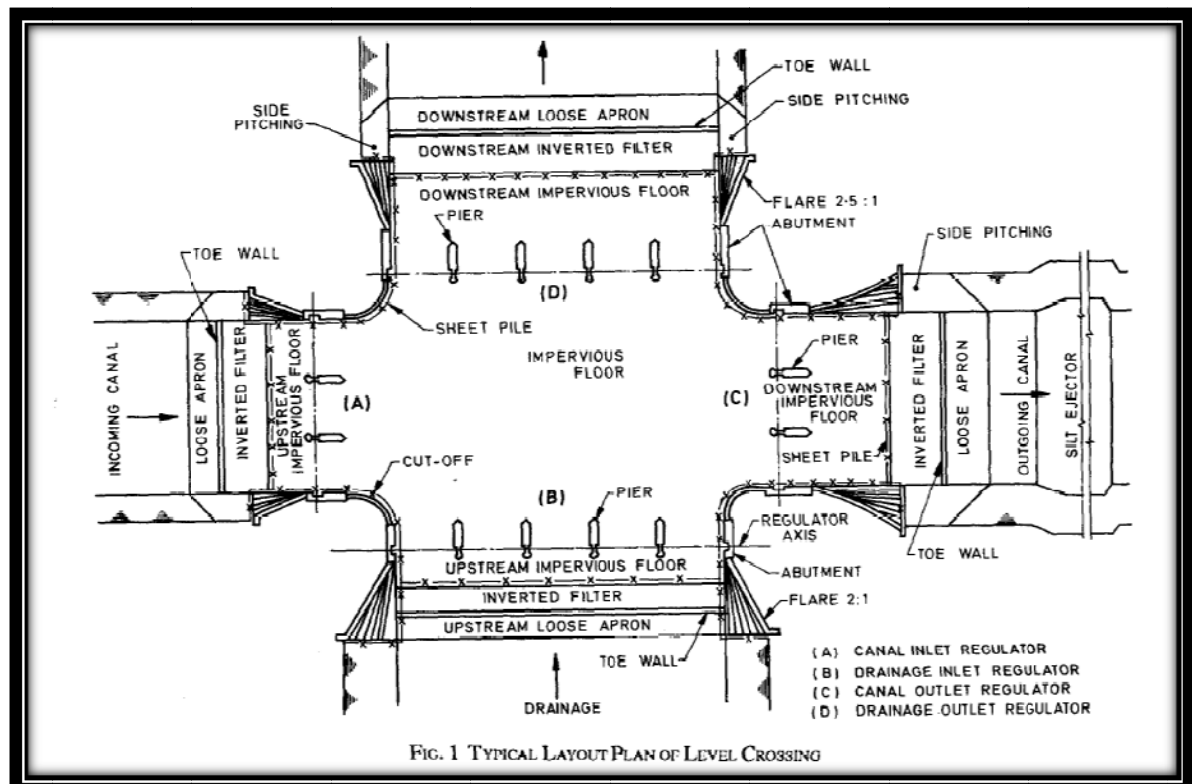 TOE WALL
SIDE PITCHING
SIDE
PITCHING
DOWNSTREAM LOOSE APRON
DOWNSTREAM INVERTED FILTER
DOWNSTREAM IMPERVIOUS FLOOR
FLARE 2·5:1
PIER
ABUTMENT
TOE WALL
SIDE PITCHING
(D)
SHEET PILE
IMPERVIOUS
FLOOR
PIER
INCOMING CANAL
LOOSE APRON
INVERTED FILTER
UPSTREAM
IMPERVIOUS FLOOR
(A)
(C)
DOWNSTREAM
IMPERVIOUS
FLOOR
INVERTED FILTER
LOOSE APRON
OUTGOING CANAL
SILT EJECTOR
SHEET PILE
CUT-OFF
(B)
PIER
REGULATOR
AXIS
TOE WALL
UPSTREAM IMPERVIOUS FLOOR
ABUTMENT
INVERTED FILTER
FLARE 2:1
UPSTREAM LOOSE APRON
TOE WALL
DRAINAGE
(A) CANAL INLET REGULATOR
(B) DRAINAGE INLET REGULATOR
(C) CANAL OUTLET REGULATOR
(D) DRAINAGE OUTLET REGULATOR
FIG. 1 TYPICAL LAYOUT PLAN OF LEVEL CROSSING